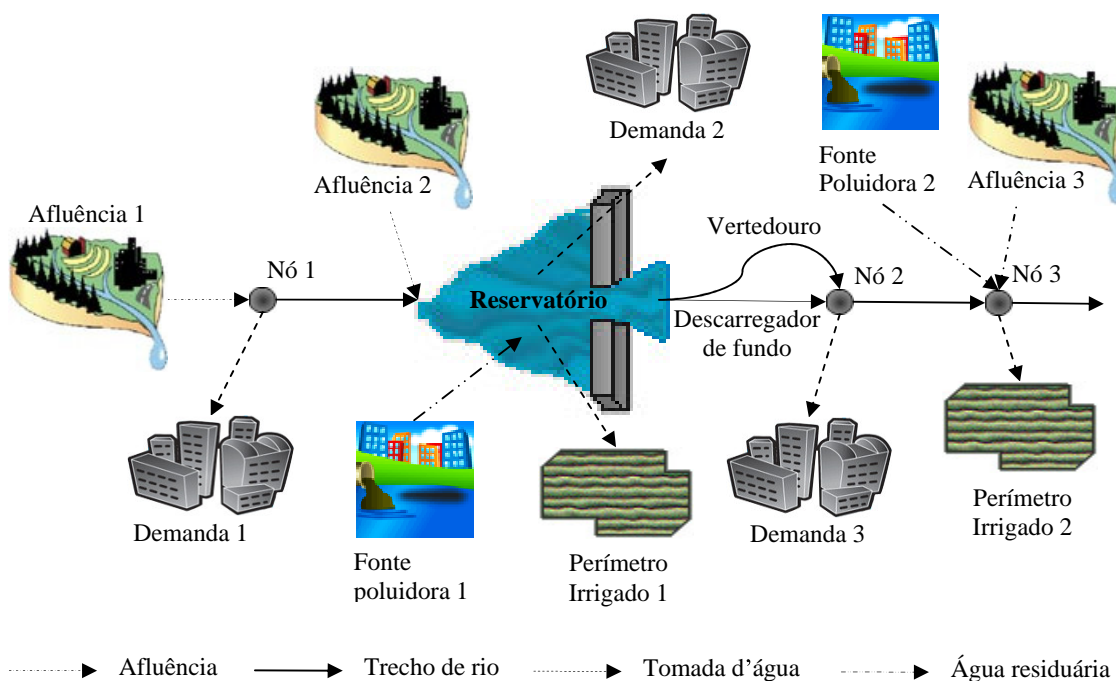 Demanda 2
Fonte
Poluidora 2
Afluência 3
Afluência 2
Afluência 1
Vertedouro
Nó 1
Nó 2
Nó 3
Reservatório
Descarregador
de fundo
Demanda 1
Fonte
poluidora 1
Perímetro
Irrigado 1
Demanda 3
Perímetro
Irrigado 2
Afluência
Trecho de rio
Tomada d’água
Água residuária